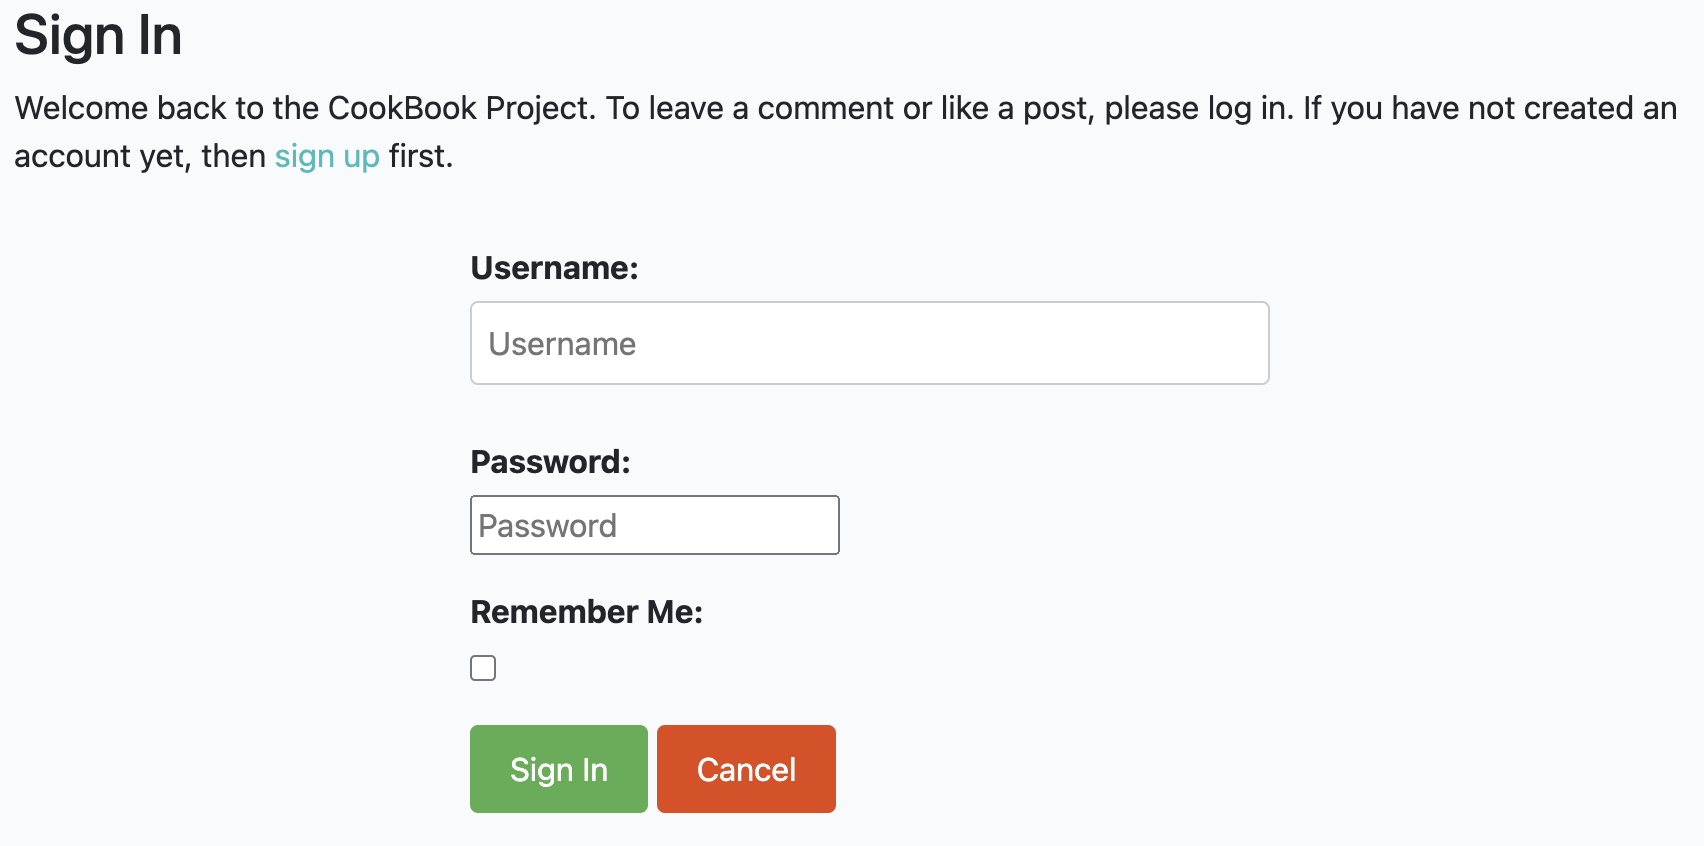 Sign In
Welcome back to the CookBook Project. To leave a comment or like a post, please log in. If you have not created an
account yet, then sign up first.
Username:
Username
Password:
Password
Remember Me:
Sign In Cancel